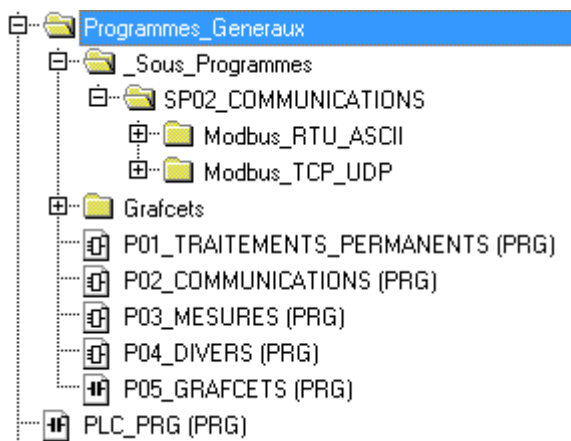 Programmes_Generaux
_Sous_Programmes
SP02_COMMUNICATIONS
Modbus_RTU_ASCII
Modbus_TCP_UDP
Grafcets
P01_TRAITEMENTS_PERMANENTS (PRG)
P02_COMMUNICATIONS (PRG)
P03_MESURES (PRG)
P04_DIVERS (PRG)
P05_GRAFCETS (PRG)
PLC_PRG (PRG)